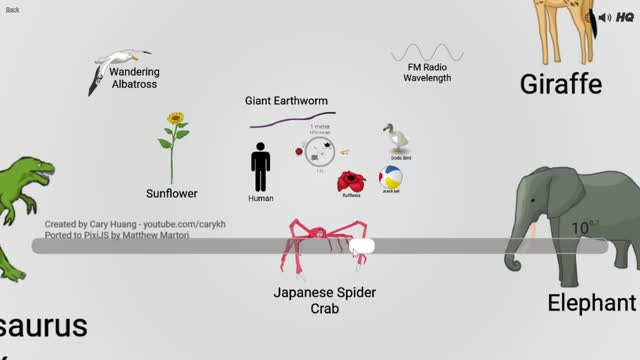 Back
HQ
Giraffe
Wandering
Albatross
FM Radio
Wavelength
Giant Earthworm
1 meter
Dodo Bird
Sunflower
Human
Rafflesia
Beach ball
Created by Cary Huang - youtube.com/carykh
Ported to PixiJS by Matthew Martori
10^0.7
saurus
Japanese Spider
Crab
Elephant